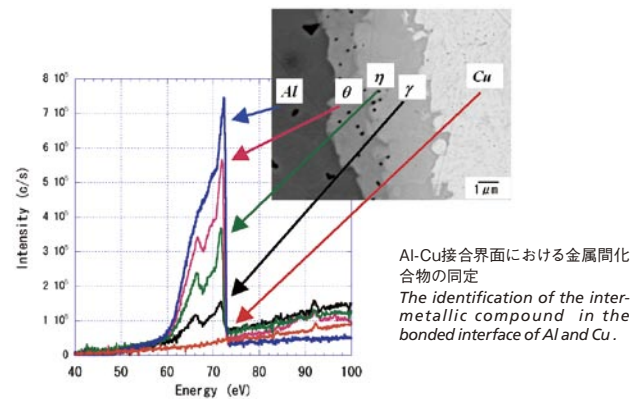 Al
θ
η
γ
Cu
1μm
8 10⁵
7 10⁵
6 10⁵
5 10⁵
4 10⁵
3 10⁵
2 10⁵
1 10⁵
0
Intensity (c/s)
40 50 60 70 80 90 100
Energy (eV)
Al-Cu接合界面における金属間化
合物の同定
The identification of the inter-
metallic compound in the
bonded interface of Al and Cu.